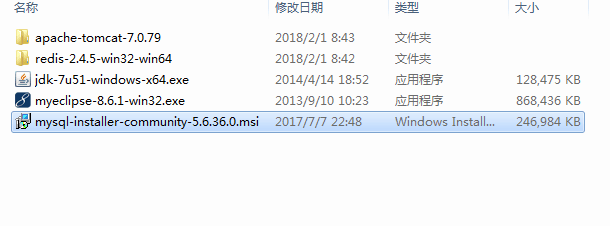 名称 修改日期 类型 大小
apache-tomcat-7.0.79 2018/2/1 8:43 文件夹
redis-2.4.5-win32-win64 2018/2/1 8:42 文件夹
jdk-7u51-windows-x64.exe 2014/4/14 18:52 应用程序 128,475 KB
myeclipse-8.6.1-win32.exe 2013/9/10 10:23 应用程序 868,436 KB
mysql-installer-community-5.6.36.0.msi 2017/7/7 22:48 Windows Install... 246,984 KB